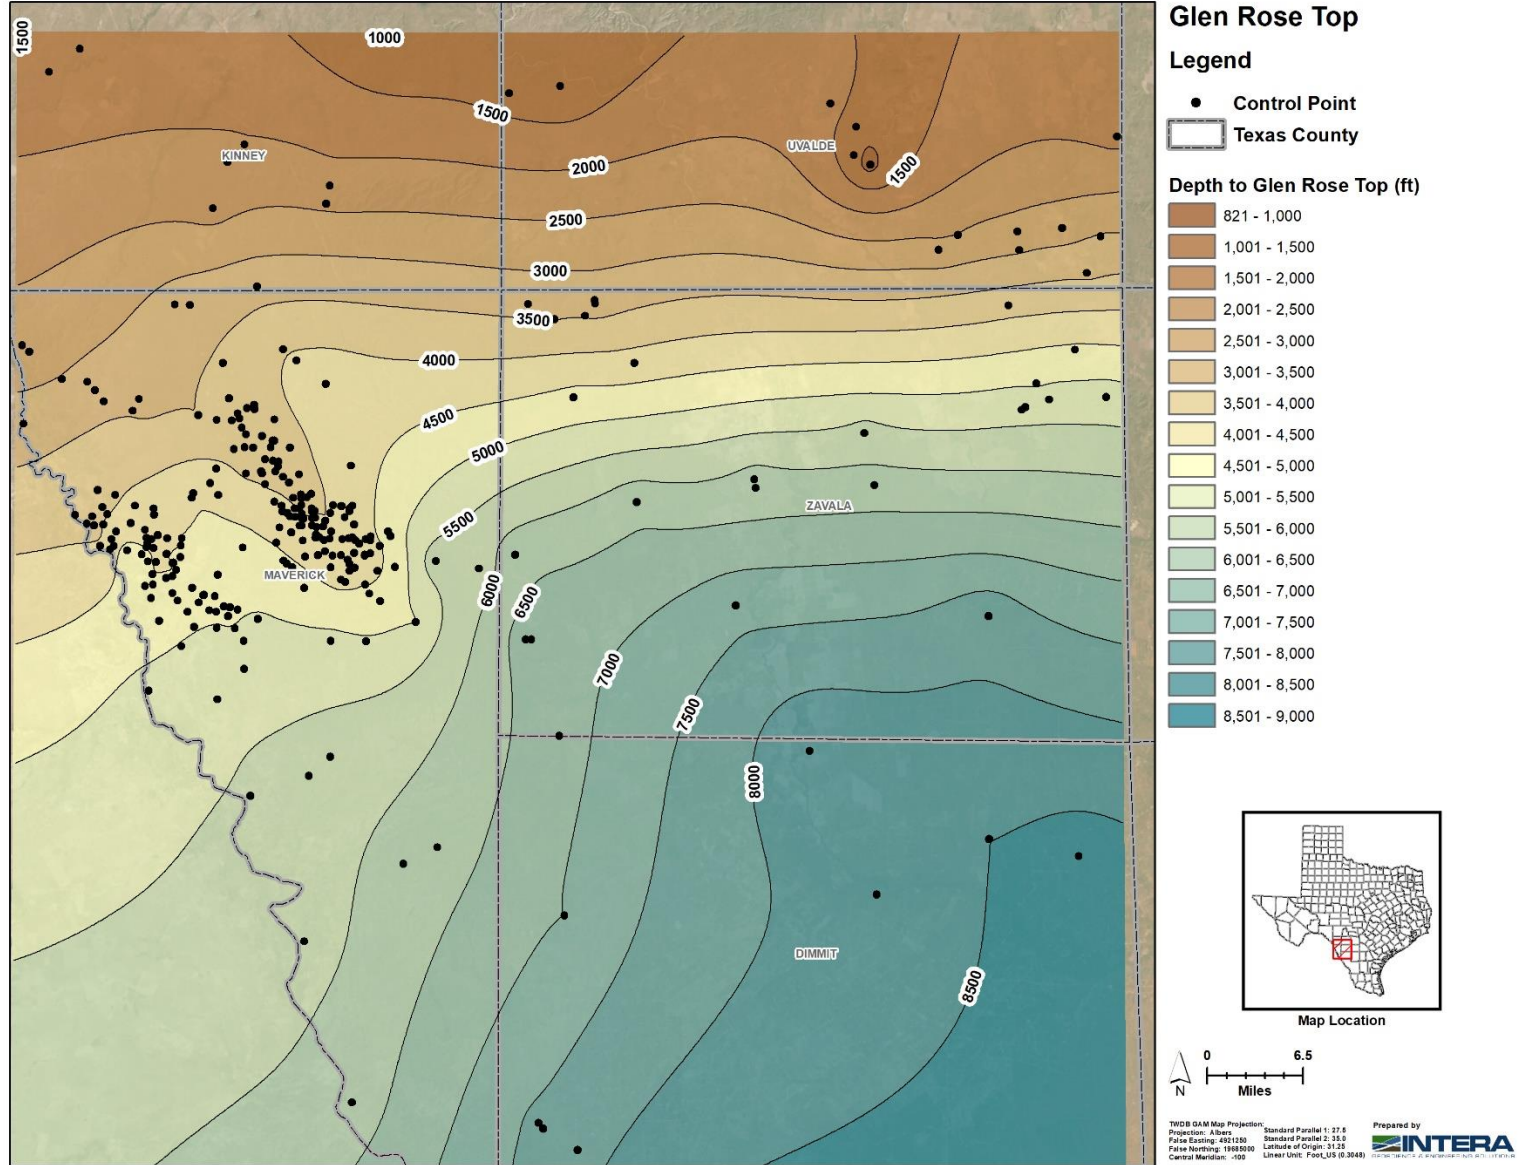 Glen Rose Top
Legend
Control Point
Texas County
Depth to Glen Rose Top (ft)
821 - 1,000
1,001 - 1,500
1,501 - 2,000
2,001 - 2,500
2,501 - 3,000
3,001 - 3,500
3,501 - 4,000
4,001 - 4,500
4,501 - 5,000
5,001 - 5,500
5,501 - 6,000
6,001 - 6,500
6,501 - 7,000
7,001 - 7,500
7,501 - 8,000
8,001 - 8,500
8,501 - 9,000
1500
1000
1500
KINNEY
UVALDE
2000
1500
2500
3000
3500
4000
4500
5000
5500
ZAVALA
MAVERICK
6000
6500
7000
7500
8000
DIMMIT
8500
Map Location
0 6.5
Miles
N
TWDB GAM Map Projection:
Projection: Albers
False Easting: 4921250
False Northing: 19685000
Central Meridian: -100
Standard Parallel 1: 27.5
Standard Parallel 2: 35.0
Latitude of Origin: 31.25
Linear Unit: Foot_US (0.3048)
Prepared by
INTERA
GEOSCIENCE & ENGINEERING SOLUTIONS